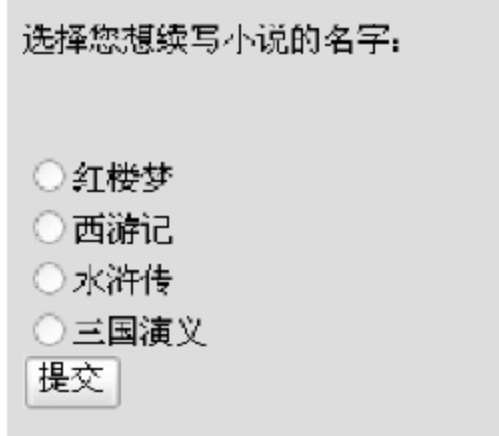 选择您想续写小说的名字：
红楼梦
西游记
水浒传
三国演义
提交